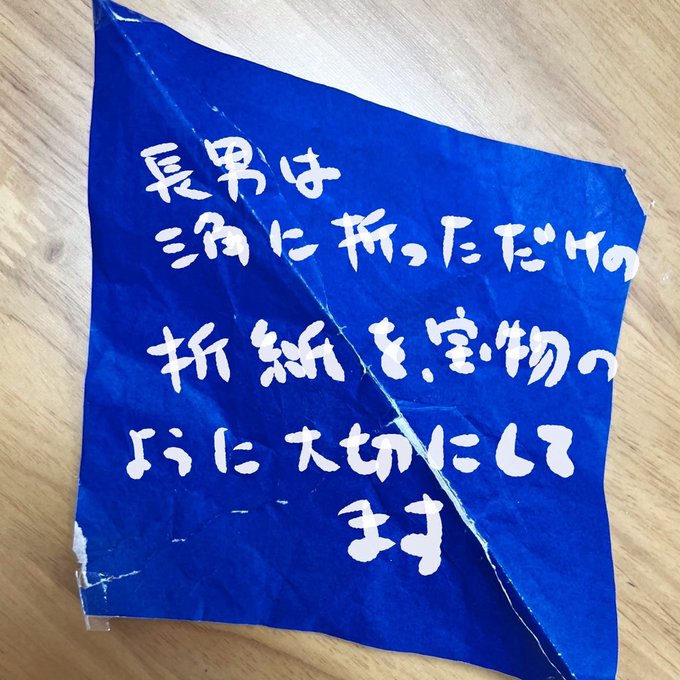 長男は
三角に折っただけの
折紙を、宝物の
ように大切にして
ます